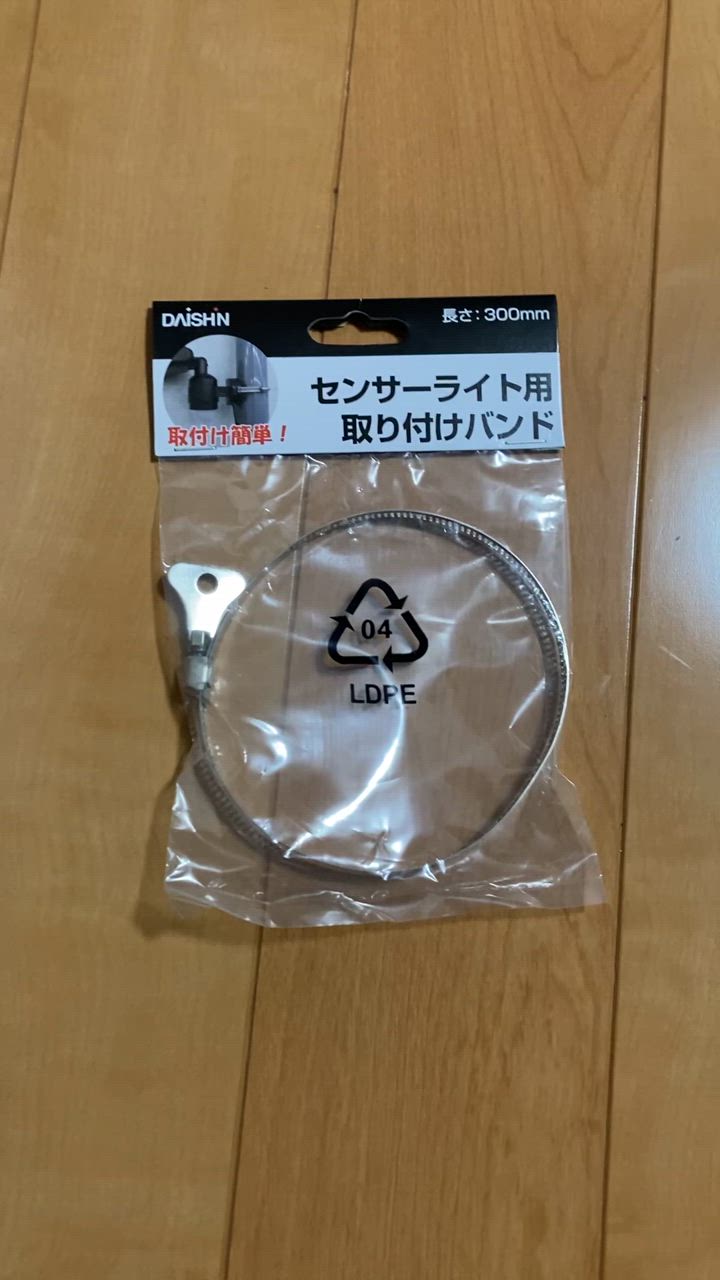 DAISHIN
長さ：300mm
センサーライト用
取り付けバンド
取付け簡単！
04
LDPE